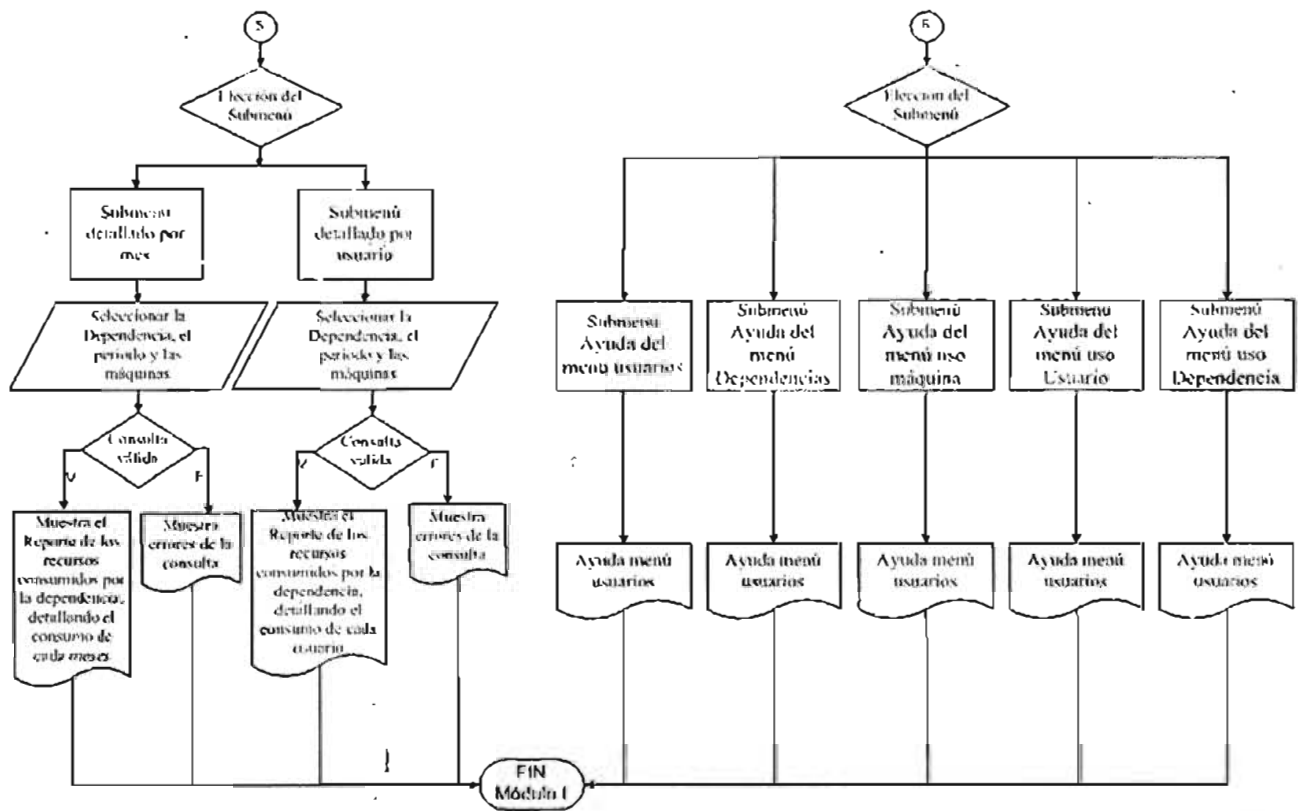 5
Elección del
Submenú
Submenú
detallado por
mes
Submenú
detallado por
usuario
Seleccionar la
Dependencia, el
período y las
máquinas
Seleccionar la
Dependencia, el
período y las
máquinas
Consulta
válida
V
F
Consulta
valida
V
F
Muestra el
Reporte de los
recursos
consumidos por
la dependencia,
detallando el
consumo de
cada meses
Muestra
errores de la
consulta
Muestra el
Reporte de los
recursos
consumidos por la
dependencia,
detallando el
consumo de cada
usuario
Muestra
errores de la
consulta
6
Elección del
Submenú
Submenú
Ayuda del
menú usuarios
Submenú
Ayuda del
menú
Dependencias
Submenú
Ayuda del
menú uso
máquina
Submenú
Ayuda del
menú uso
Usuario
Submenú
Ayuda del
menú uso
Dependencia
Ayuda menú
usuarios
Ayuda menú
usuarios
Ayuda menú
usuarios
Ayuda menú
usuarios
Ayuda menú
usuarios
FIN
Módulo I